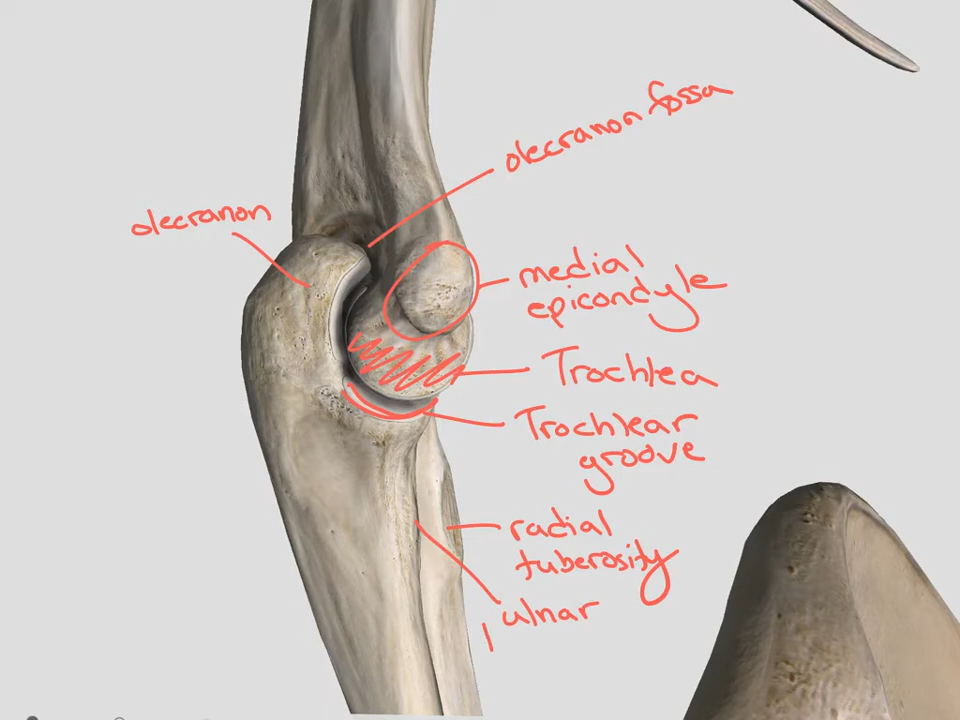 olecranon fossa
olecranon
medial
epicondyle
Trochlea
Trochlear
groove
radial
tuberosity
ulnar